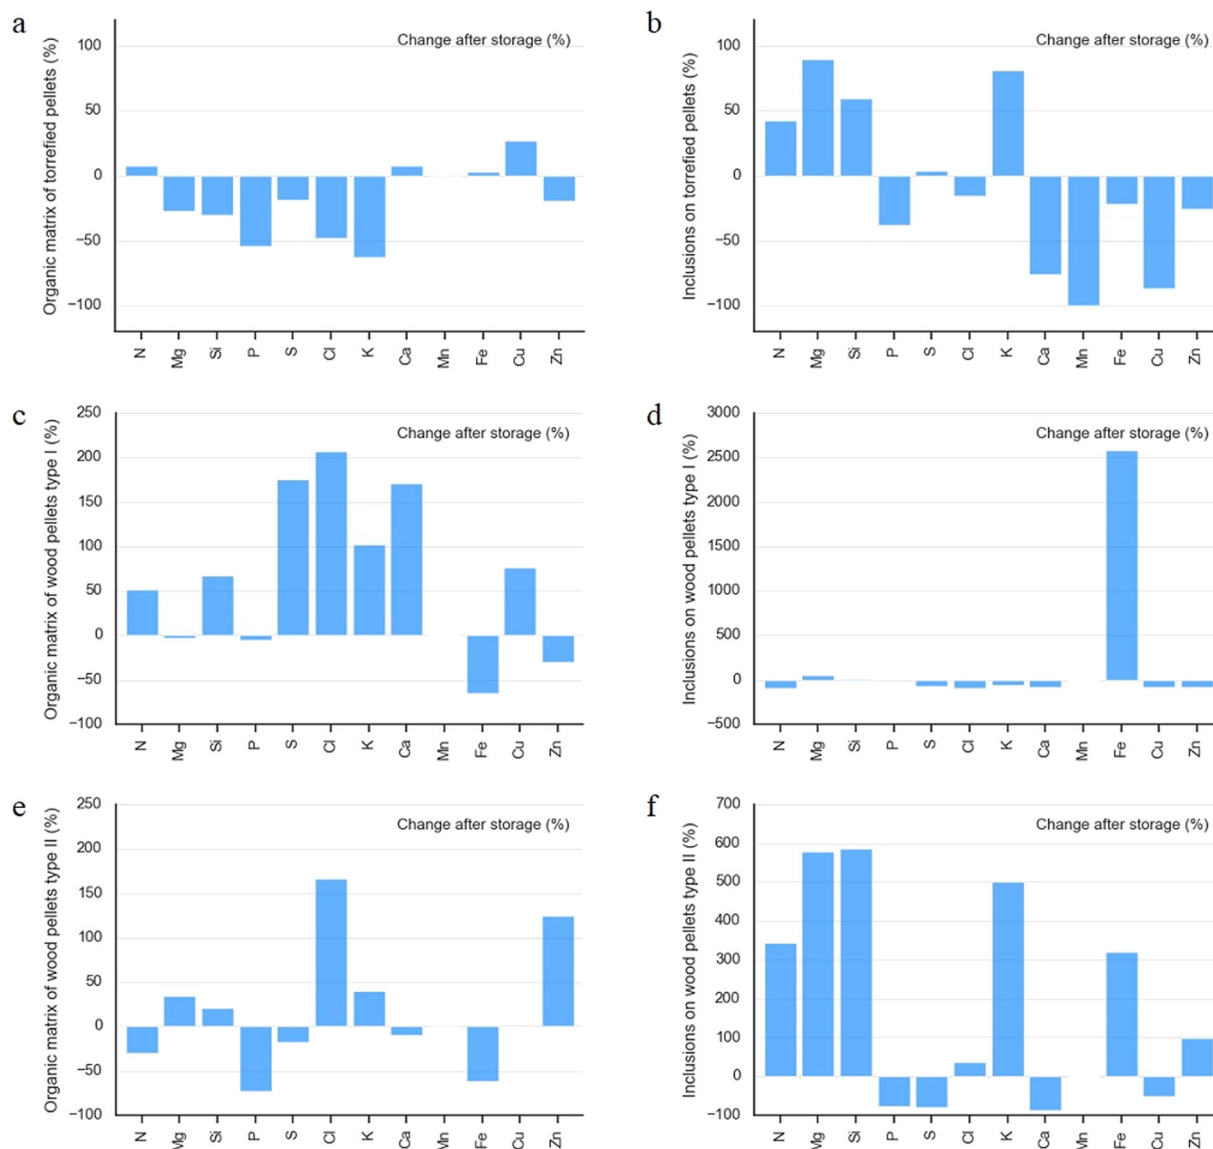 a
Organic matrix of torrefied pellets (%)
Change after storage (%)
100
50
0
−50
−100
N Mg Si P S Cl K Ca Mn Fe Cu Zn
b
Inclusions on torrefied pellets (%)
Change after storage (%)
100
50
0
−50
−100
N Mg Si P S Cl K Ca Mn Fe Cu Zn
c
Organic matrix of wood pellets type I (%)
Change after storage (%)
250
200
150
100
50
0
−50
−100
N Mg Si P S Cl K Ca Mn Fe Cu Zn
d
Inclusions on wood pellets type I (%)
Change after storage (%)
3000
2500
2000
1500
1000
500
0
−500
N Mg Si P S Cl K Ca Mn Fe Cu Zn
e
Organic matrix of wood pellets type II (%)
Change after storage (%)
250
200
150
100
50
0
−50
−100
N Mg Si P S Cl K Ca Mn Fe Cu Zn
f
Inclusions on wood pellets type II (%)
Change after storage (%)
700
600
500
400
300
200
100
0
−100
N Mg Si P S Cl K Ca Mn Fe Cu Zn